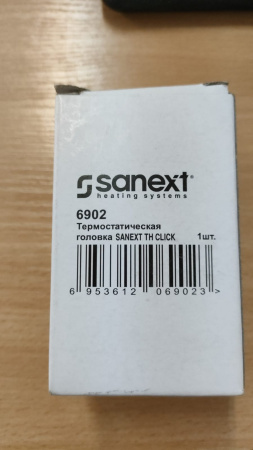 sanext®
heating systems
6902
Термостатическая
головка SANEXT TH CLICK 1шт.
6 953612 069023 >